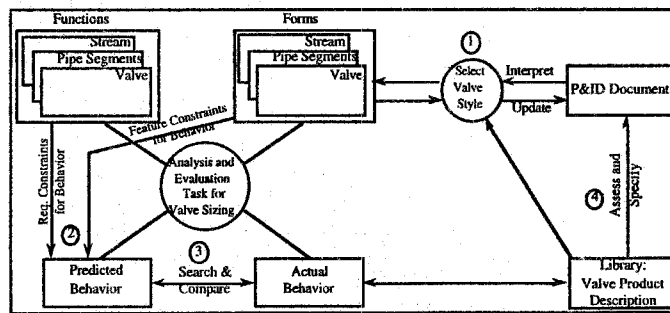 Functions
Stream
Pipe Segments
Valve
Forms
Stream
Pipe Segments
Valve
1
Select
Valve
Style
Interpret
Update
P&ID Document
Feature Constraints
for Behavior
Req. Constraints
for Behavior
Analysis and
Evaluation
Task for
Valve Sizing
4
Assess and
Specify
2
3
Predicted
Behavior
Search &
Compare
Actual
Behavior
Library:
Valve Product
Description